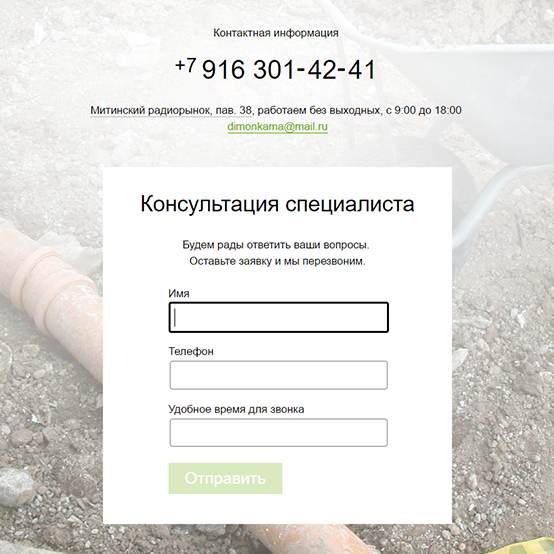 Контактная информация
+7 916 301-42-41
Митинский радиорынок, пав. 38, работаем без выходных, с 9:00 до 18:00
dimonkama@mail.ru
Консультация специалиста
Будем рады ответить ваши вопросы.
Оставьте заявку и мы перезвоним.
Имя
Телефон
Удобное время для звонка
Отправить